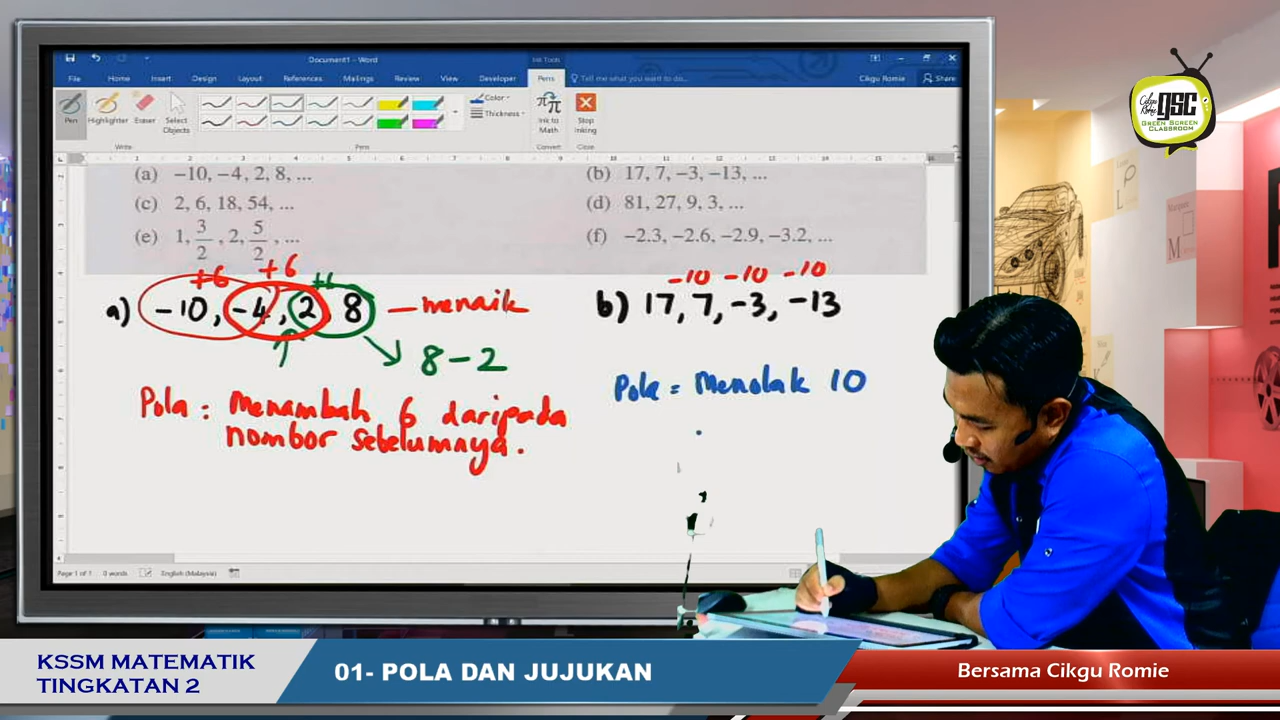 Document1 - Word
Ink Tools
File Home Insert Design Layout References Mailings Review View Developer Pens Tell me what you want to do... Cikgu Romie Share
Pen Highlighter Eraser Select Objects
Color
Thickness
Ink to Math
Stop Inking
Write Pens Convert Close
(a) −10, −4, 2, 8, ...
(b) 17, 7, −3, −13, ...
(c) 2, 6, 18, 54, ...
(d) 81, 27, 9, 3, ...
(e) 1, 3/2, 2, 5/2, ...
(f) −2.3, −2.6, −2.9, −3.2, ...
+6 +6
a) -10, -4, 2, 8 - menaik
8 - 2
Pola : Menambah 6 daripada
nombor sebelumnya.
-10 -10 -10
b) 17, 7, -3, -13
Pola = Menolak 10
Page 1 of 1 0 words English (Malaysia)
Cikgu Romie GSC
GREEN SCREEN
CLASSROOM
KSSM MATEMATIK
TINGKATAN 2
01- POLA DAN JUJUKAN
Bersama Cikgu Romie